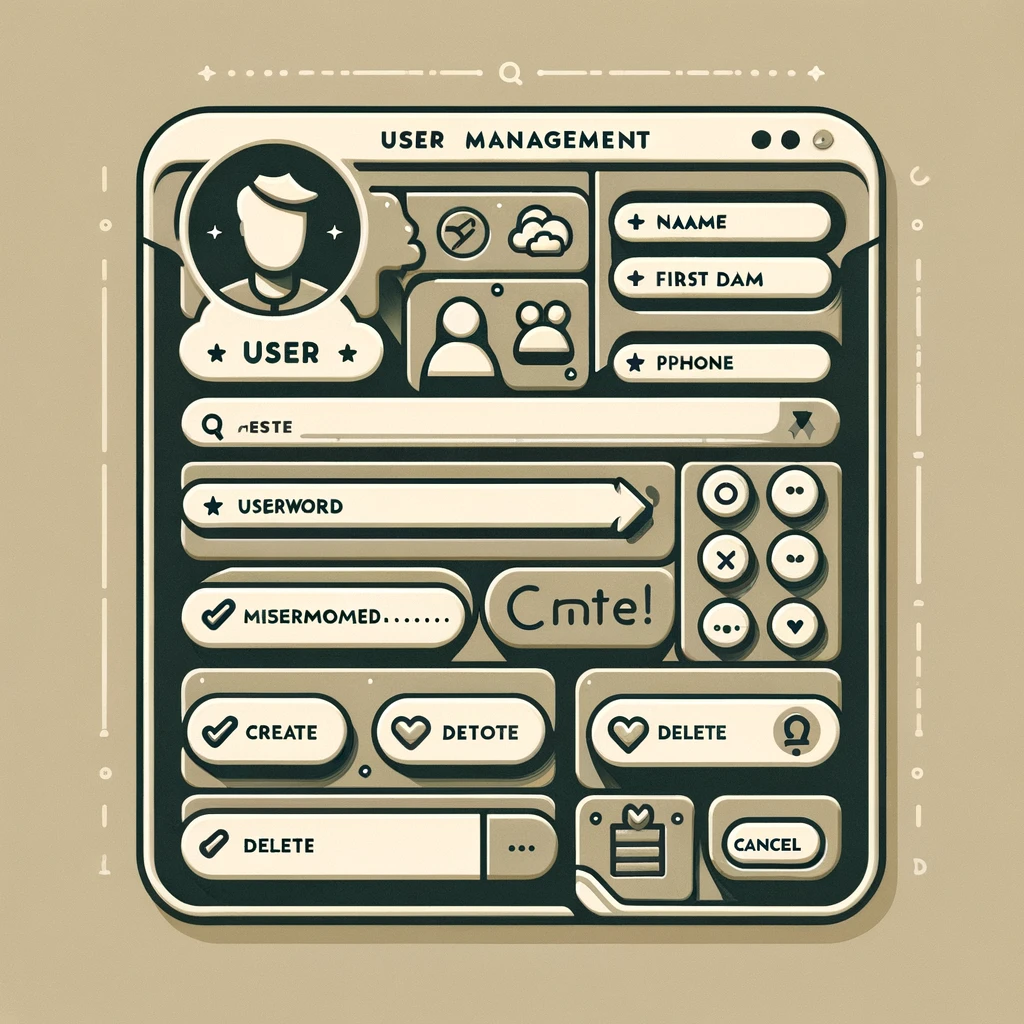 USER MANAGEMENT
NAAME
FIRST DAM
USER
PPHONE
USERWORD
MISERMOMED.......
Cmte!
CREATE
DETOTE
DELETE
DELETE
...
CANCEL